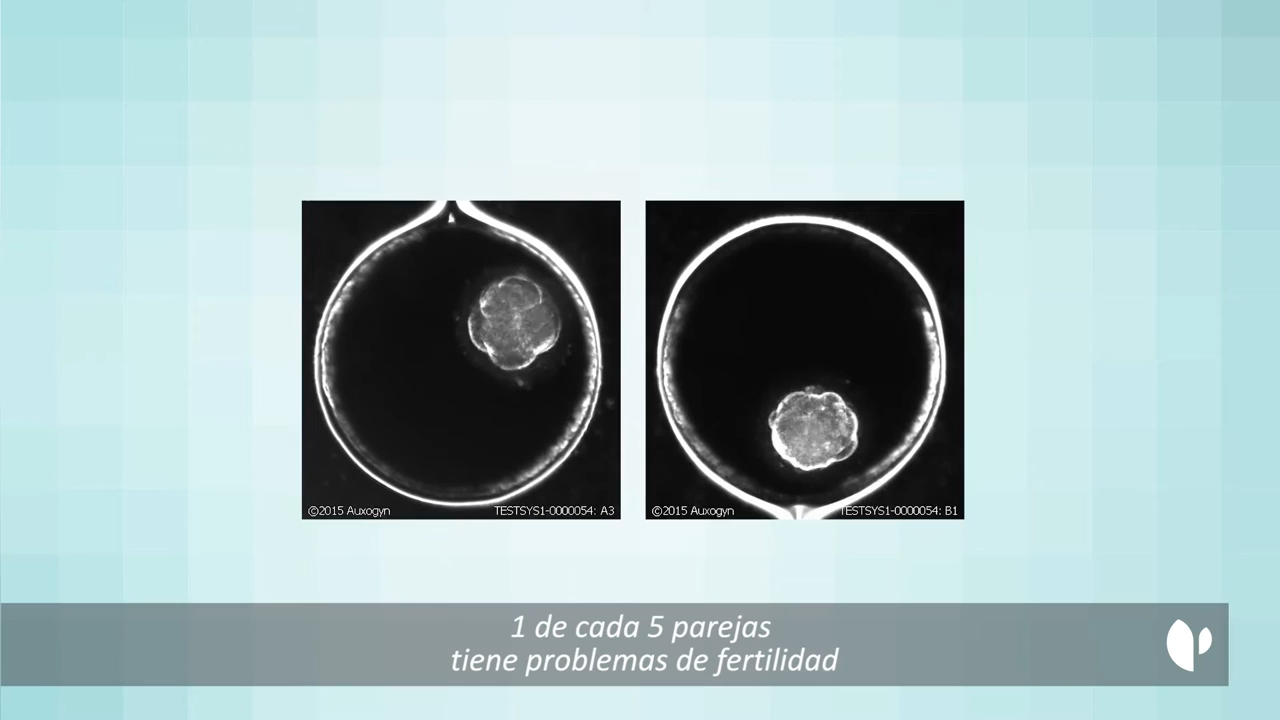 ©2015 Auxogyn
TESTSYS1-0000054: A3
©2015 Auxogyn
TESTSYS1-0000054: B1
1 de cada 5 parejas
tiene problemas de fertilidad